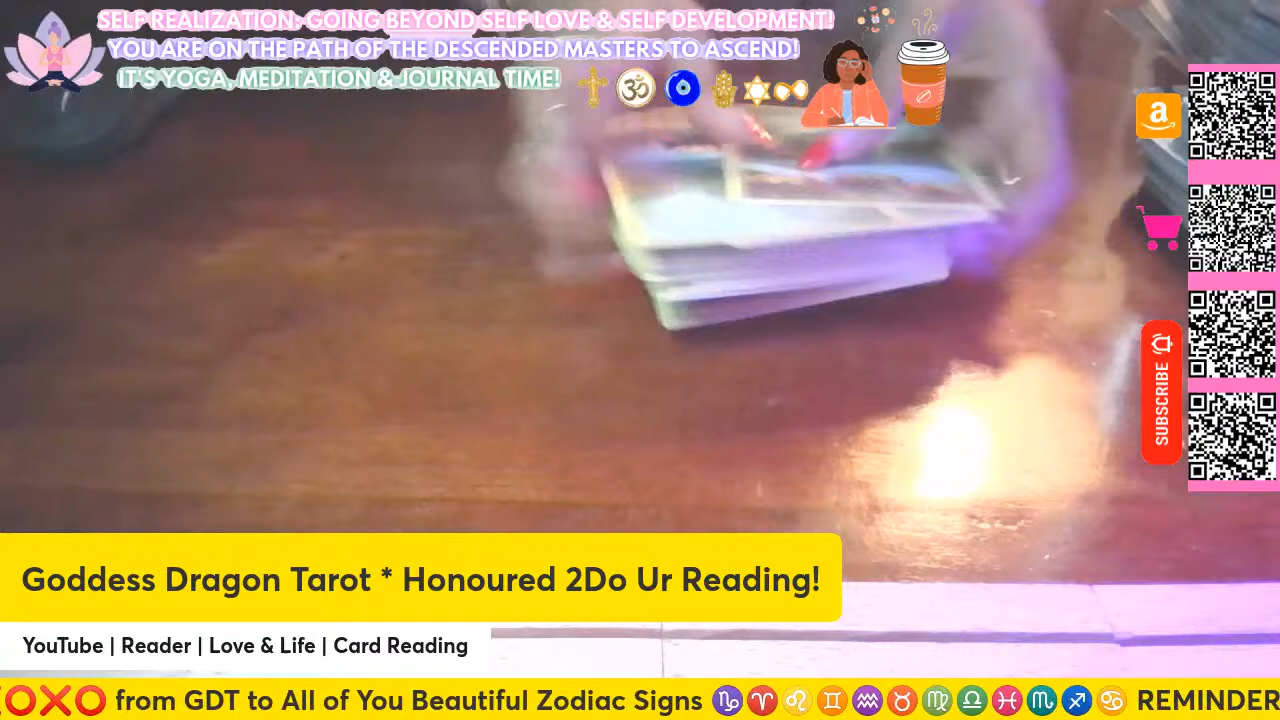 SELF REALIZATION: GOING BEYOND SELF LOVE & SELF DEVELOPMENT!
YOU ARE ON THE PATH OF THE DESCENDED MASTERS TO ASCEND!
IT'S YOGA, MEDITATION & JOURNAL TIME!
SUBSCRIBE
Goddess Dragon Tarot * Honoured 2Do Ur Reading!
YouTube | Reader | Love & Life | Card Reading
⭕❌⭕ from GDT to All of You Beautiful Zodiac Signs ♑♈♌♊♒♉♍♎♓♏♐♋ REMINDER